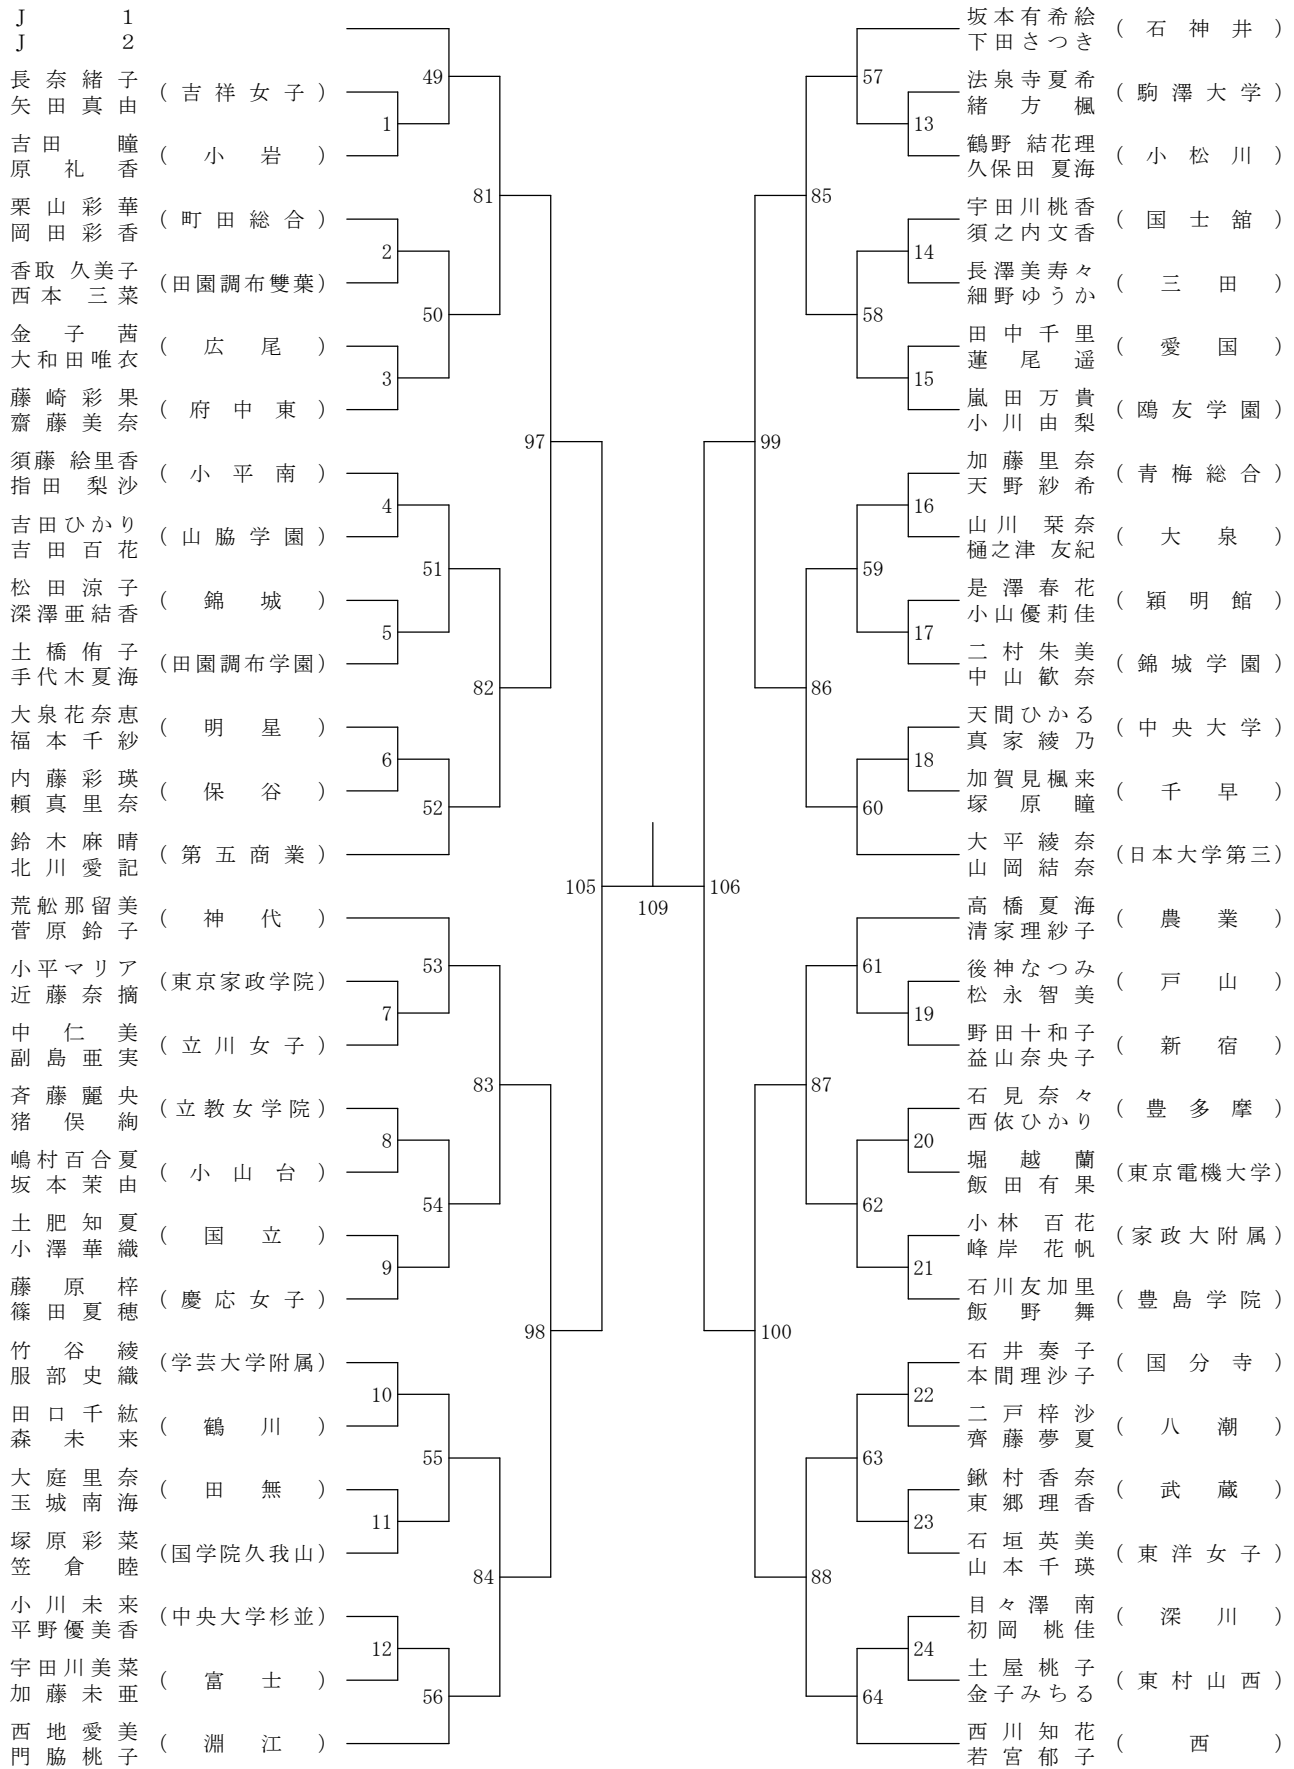 J 1
J 2
長奈緒子
矢田真由
(吉祥女子)
吉田 瞳
原礼香
(小岩)
栗山彩華
岡田彩香
(町田総合)
香取 久美子
西本 三菜
(田園調布雙葉)
金子茜
大和田唯衣
(広尾)
藤崎彩果
齋藤美奈
(府中東)
須藤 絵里香
指田 梨沙
(小平南)
吉田ひかり
吉田百花
(山脇学園)
松田涼子
深澤亜結香
(錦城)
土橋侑子
手代木夏海
(田園調布学園)
大泉花奈恵
福本千紗
(明星)
内藤彩瑛
頼真里奈
(保谷)
鈴木麻晴
北川愛記
(第五商業)
荒舩那留美
菅原鈴子
(神代)
小平マリア
近藤奈摘
(東京家政学院)
中仁美
副島亜実
(立川女子)
斉藤麗央
猪俣絢
(立教女学院)
嶋村百合夏
坂本茉由
(小山台)
土肥知夏
小澤華織
(国立)
藤原梓
篠田夏穂
(慶応女子)
竹谷綾
服部史織
(学芸大学附属)
田口千紘
森未来
(鶴川)
大庭里奈
玉城南海
(田無)
塚原彩菜
笠倉睦
(国学院久我山)
小川未来
平野優美香
(中央大学杉並)
宇田川美菜
加藤未亜
(富士)
西地愛美
門脇桃子
(淵江)
1
2
3
4
5
6
7
8
9
10
11
12
49
50
51
52
53
54
55
56
81
82
83
84
97
98
105
109
106
99
100
85
86
87
88
57
58
59
60
61
62
63
64
13
14
15
16
17
18
19
20
21
22
23
24
坂本有希絵
下田さつき
(石神井)
法泉寺夏希
緒方楓
(駒澤大学)
鶴野 結花理
久保田 夏海
(小松川)
宇田川桃香
須之内文香
(国士舘)
長澤美寿々
細野ゆうか
(三田)
田中千里
蓮尾遥
(愛国)
嵐田万貴
小川由梨
(鴎友学園)
加藤里奈
天野紗希
(青梅総合)
山川 栞奈
樋之津 友紀
(大泉)
是澤春花
小山優莉佳
(穎明館)
二村朱美
中山歓奈
(錦城学園)
天間ひかる
真家綾乃
(中央大学)
加賀見楓来
塚原瞳
(千早)
大平綾奈
山岡結奈
(日本大学第三)
高橋夏海
清家理紗子
(農業)
後神なつみ
松永智美
(戸山)
野田十和子
益山奈央子
(新宿)
石見奈々
西依ひかり
(豊多摩)
堀越蘭
飯田有果
(東京電機大学)
小林 百花
峰岸 花帆
(家政大附属)
石川友加里
飯野舞
(豊島学院)
石井奏子
本間理沙子
(国分寺)
二戸梓沙
齊藤夢夏
(八潮)
鍬村香奈
東郷理香
(武蔵)
石垣英美
山本千瑛
(東洋女子)
目々澤 南
初岡 桃佳
(深川)
土屋桃子
金子みちる
(東村山西)
西川知花
若宮郁子
(西)